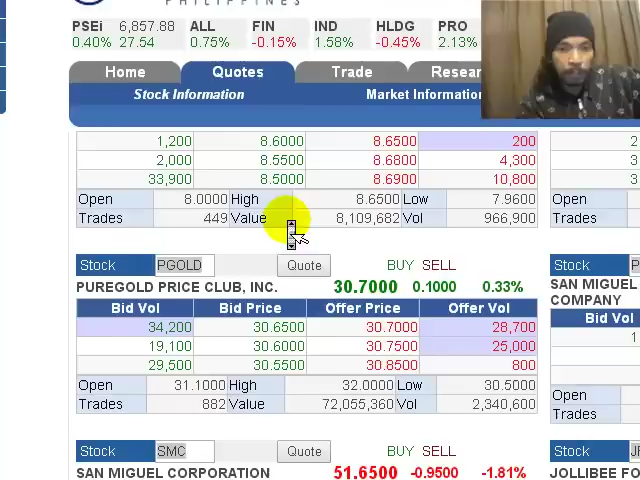 PHILIPPINES
PSEi 6,857.88 ALL FIN IND HLDG PRO
0.40% 27.54 0.75% -0.15% 1.58% -0.45% 2.13%
Home Quotes Trade
Stock Information Market Information
1,200 8.6000 8.6500 200 2
2,000 8.5500 8.6800 4,300 3
33,900 8.5000 8.6900 10,800 3
Open 8.0000 High 8.6500 Low 7.9600
Trades 449 Value 8,109,682 Vol 966,900
Stock PGOLD Quote BUY SELL Stock
PUREGOLD PRICE CLUB, INC. 30.7000 0.1000 0.33% SAN MIGUEL
COMPANY
Bid Vol Bid Price Offer Price Offer Vol Bid Vol
34,200 30.6500 30.7000 28,700 1
19,100 30.6000 30.7500 25,000
29,500 30.5500 30.8500 800
Open 31.1000 High 32.0000 Low 30.5000 Open
Trades 882 Value 72,055,360 Vol 2,340,600 Trades
Stock SMC Quote BUY SELL Stock
SAN MIGUEL CORPORATION 51.6500 -0.9500 -1.81% JOLLIBEE